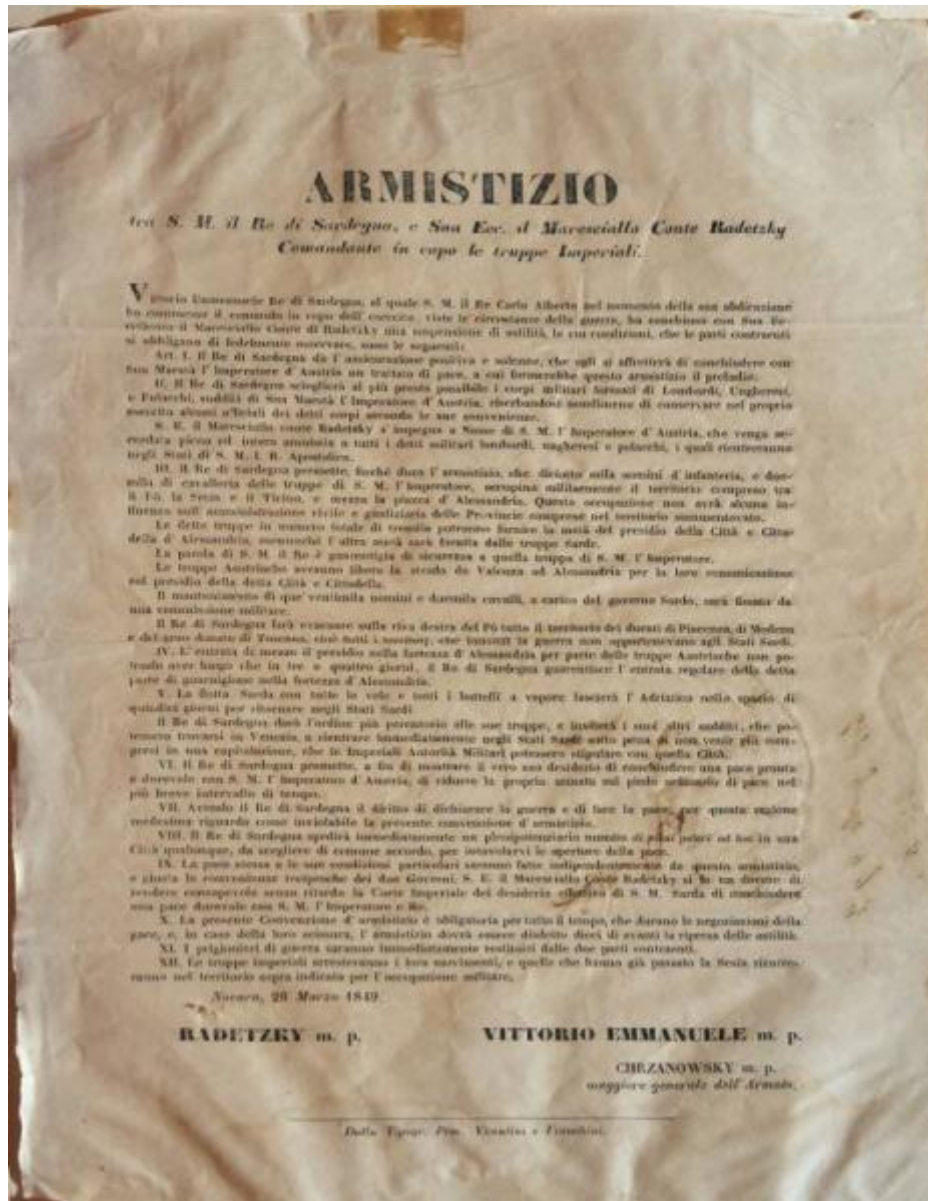 ARMISTIZIO
tra S. M. il Re di Sardegna, e Sua Ecc. il Maresciallo Conte Radetzky
Comandante in capo le truppe Imperiali.
Vittorio Emmanuele Re di Sardegna, al quale S. M. il Re Carlo Alberto nel momento della sua abdicazione
ha commesso il comando in capo dell' esercito, viste le circostanze della guerra, ha conchiuso con Sua Ec-
cellenza il Maresciallo Conte di Radetzky una sospensione di ostilità, le cui condizioni, che le parti contraenti
si obbligano di fedelmente osservare, sono le seguenti:
Art. I. Il Re di Sardegna dà l' assicurazione positiva e solenne, che egli si affretterà di conchiudere con
Sua Maestà l' Imperatore d' Austria un trattato di pace, a cui formerebbe questo armistizio il preludio.
II. Il Re di Sardegna scioglierà al più presto possibile i corpi militari formati di Lombardi, Ungheresi,
e Polacchi, sudditi di Sua Maestà l' Imperatore d' Austria, riserbandosi nondimeno di conservare nel proprio
esercito alcuni uffiziali dei detti corpi secondo le sue convenienze.
S. E. il Maresciallo conte Radetzky s' impegna a Nome di S. M. l' Imperatore d' Austria, che venga ac-
cordata piena ed intera amnistia a tutti i detti militari lombardi, ungheresi e polacchi, i quali rientreranno
negli Stati di S. M. I. R. Apostolica.
III. Il Re di Sardegna permette, finchè dura l' armistizio, che diciotto mila uomini d' infanteria, e due-
mila di cavalleria delle truppe di S. M. l' Imperatore, occupino militarmente il territorio compreso tra
il Pò, la Sesia e il Ticino, e mezza la piazza d' Alessandria. Questa occupazione non avrà alcuna in-
fluenza sull' amministrazione civile e giudiziaria delle Provincie comprese nel territorio summentovato.
Le dette truppe in numero totale di tremila potranno fornire la metà del presidio della Città e Citta-
della d' Alessandria, mentrechè l' altra metà sarà fornita dalle truppe Sarde.
La parola di S. M. il Re è guarentigia di sicurezza a quella truppa di S. M. l' Imperatore.
Le truppe Austriache avranno libera la strada da Valenza ad Alessandria per la loro comunicazione
col presidio della detta Città e Cittadella.
Il mantenimento di que' ventimila uomini e duemila cavalli, a carico del governo Sardo, sarà fissato da
una commissione militare.
Il Re di Sardegna farà evacuare sulla riva destra del Pò tutto il territorio dei ducati di Piacenza, di Modena
e del gran ducato di Toscana, cioè tutti i che innanzi la guerra non appartenevano agli Stati Sardi.
IV. L' entrata di mezzo il presidio nella fortezza d' Alessandria per parte delle truppe Austriache non po-
tendo aver luogo che in tre o quattro giorni, il Re di Sardegna guarentisce l' entrata regolare della detta
parte di guarnigione nella fortezza d' Alessandria.
V. La flotta Sarda con tutte le vele e tutti i battelli a vapore lascierà l' Adriatico nello spazio di
quindici giorni per ritornare negli Stati Sardi.
Il Re di Sardegna darà l' ordine più perentorio alle sue truppe, e inviterà i suoi altri sudditi, che po-
tessero trovarsi in Venezia, a rientrare immediatamente negli Stati Sardi sotto pena di non venir più com-
presi in una capitolazione, che le Imperiali Autorità Militari potessero stipulare con quella Città.
VI. Il Re di Sardegna promette, a fin di mostrare il vivo suo desiderio di conchiudere una pace pronta
e durevole con S. M. l' Imperatore d' Austria, di ridurre la propria armata sul piede ordinario di pace nel
più breve intervallo di tempo.
VII. Avendo il Re di Sardegna il diritto di dichiarare la guerra e di fare la pace, per questa ragione
medesima riguarda come inviolabile la presente convenzione d' armistizio.
VIII. Il Re di Sardegna spedirà immediatamente un plenipotenziario munito di pieni poteri ad hoc in una
Città qualunque, da scegliere di comune accordo, per intavolarvi le aperture della pace.
IX. La pace stessa e le sue condizioni particolari saranno fatte indipendentemente da questo armistizio,
e giusta le convenienze reciproche dei due Governi. S. E. il Maresciallo Conte Radetzky si fa un dovere di
rendere consapevole senza ritardo la Corte Imperiale del desiderio effettivo di S. M. Sarda di conchiudere
una pace durevole con S. M. l' Imperatore e Re.
X. La presente Convenzione d' armistizio è obbligatoria per tutto il tempo, che durano le negoziazioni della
pace, e, in caso della loro scissura, l' armistizio dovrà essere disdetto dieci dì avanti la ripresa delle ostilità.
XI. I prigionieri di guerra saranno immediatamente restituiti dalle due parti contraenti.
XII. Le truppe imperiali arresteranno i loro movimenti, e quelle che hanno già passato la Sesia rientre-
ranno nel territorio sopra indicato per l' occupazione militare.
Novara, 26 Marzo 1849.
RADETZKY m. p. VITTORIO EMMANUELE m. p.
CHRZANOWSKY m. p.
maggiore generale dell' Armata.
Dalla Tipogr. Prov. Vicentini e Franchini.